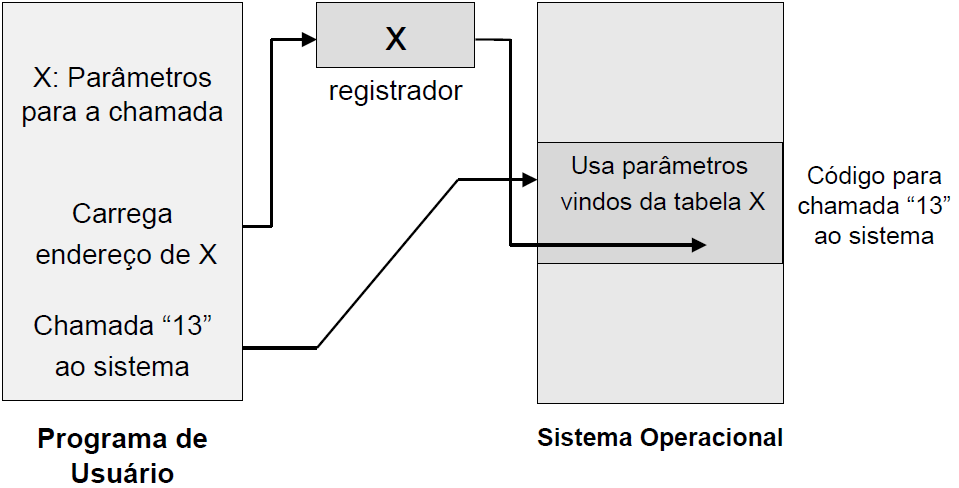 X: Parâmetros
para a chamada
Carrega
endereço de X
Chamada “13”
ao sistema
Programa de
Usuário
X
registrador
Usa parâmetros
vindos da tabela X
Sistema Operacional
Código para
chamada “13”
ao sistema